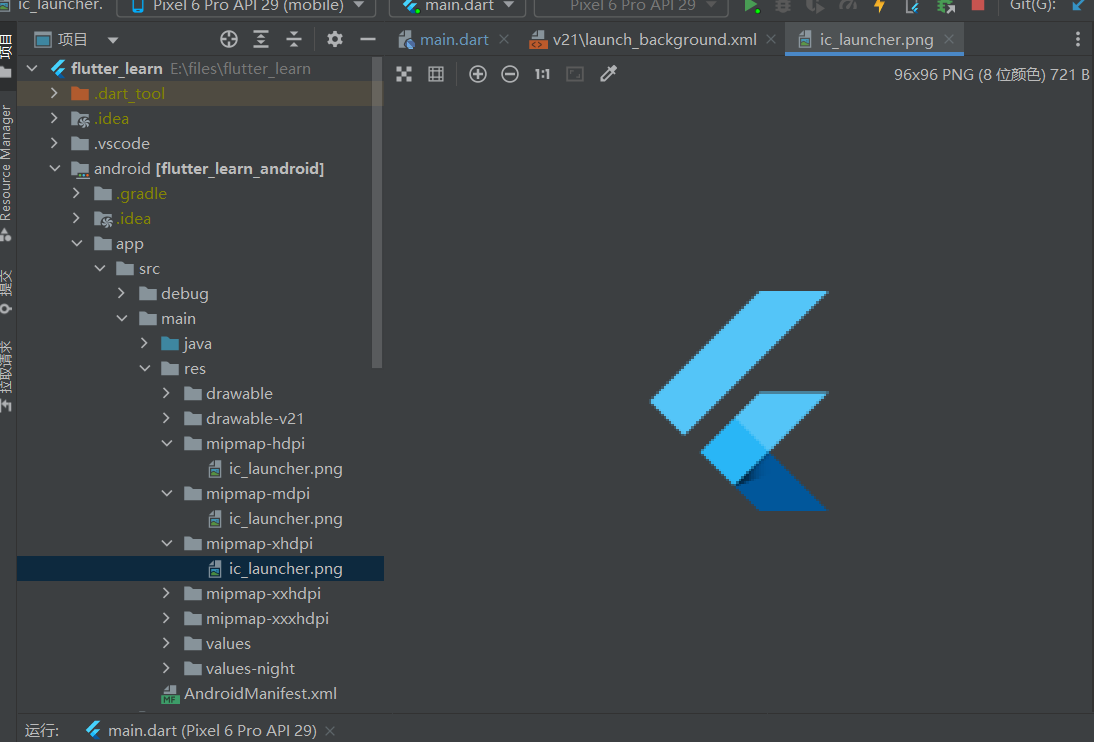 ic_launcher. Pixel 6 Pro API 29 (mobile) main.dart Pixel 6 Pro API 29 Git(G):
项目 main.dart v21\launch_background.xml ic_launcher.png
1:1 96x96 PNG (8 位颜色) 721 B
项目
Resource Manager
提交
拉取请求
flutter_learn E:\files\flutter_learn
.dart_tool
.idea
.vscode
android [flutter_learn_android]
.gradle
.idea
app
src
debug
main
java
res
drawable
drawable-v21
mipmap-hdpi
ic_launcher.png
mipmap-mdpi
ic_launcher.png
mipmap-xhdpi
ic_launcher.png
mipmap-xxhdpi
mipmap-xxxhdpi
values
values-night
MF AndroidManifest.xml
运行: main.dart (Pixel 6 Pro API 29)